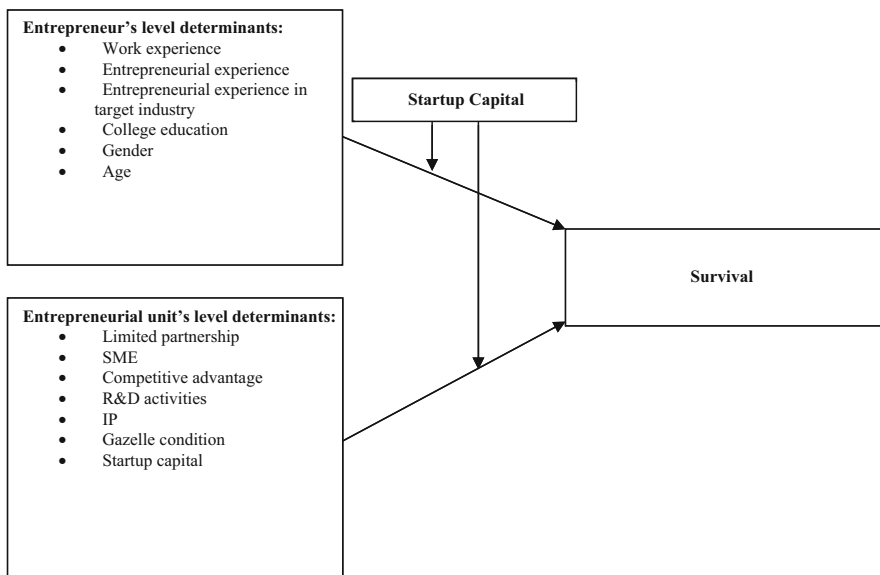 Entrepreneur's level determinants:
• Work experience
• Entrepreneurial experience
• Entrepreneurial experience in
target industry
• College education
• Gender
• Age
Startup Capital
Survival
Entrepreneurial unit's level determinants:
• Limited partnership
• SME
• Competitive advantage
• R&D activities
• IP
• Gazelle condition
• Startup capital